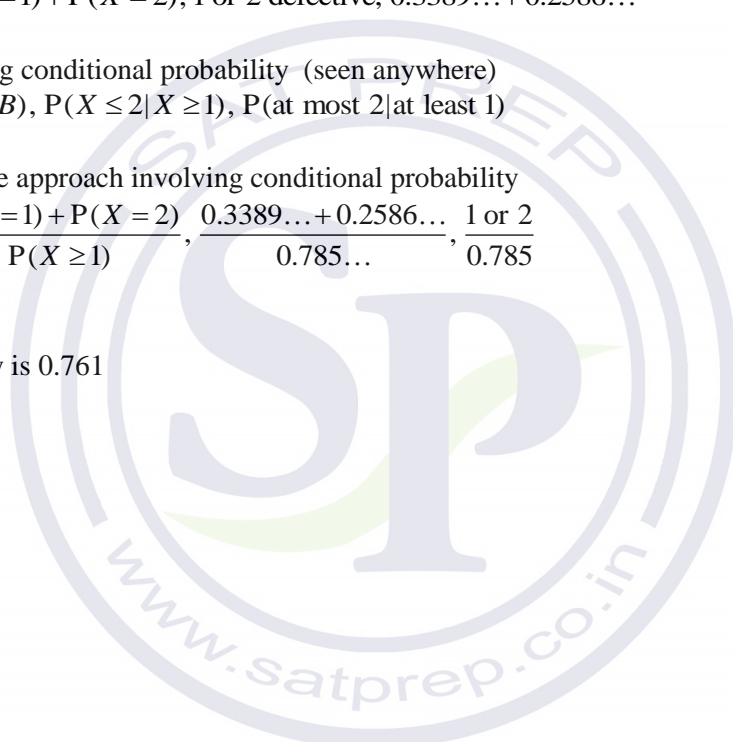 =1)+P(X=2), 1 or 2 defective, 0.3389…+0.2586…
g conditional probability (seen anywhere)
B), P(X ≤ 2|X ≥ 1), P(at most 2|at least 1)
e approach involving conditional probability
=1)+P(X = 2) / P(X ≥ 1), 0.3389…+0.2586… / 0.785…, 1 or 2 / 0.785
y is 0.761
SAT PREP
SP
www.satprep.co.in